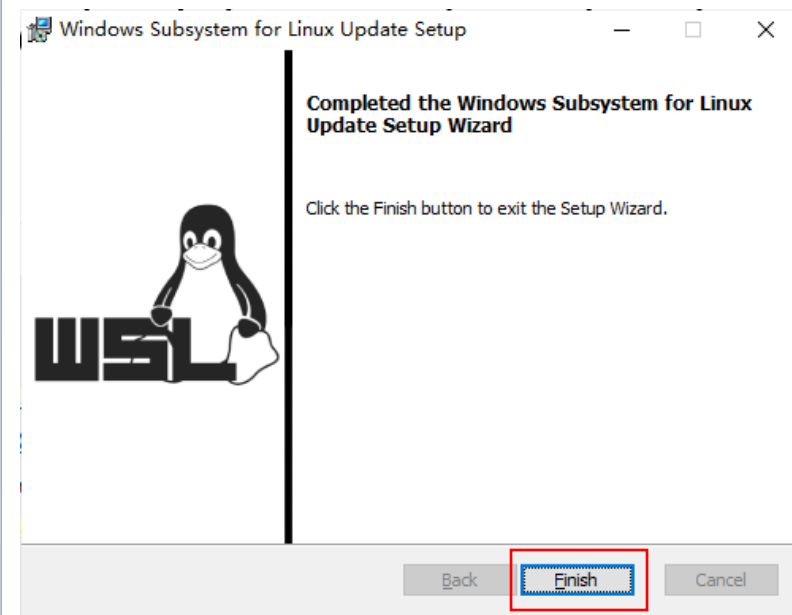 Windows Subsystem for Linux Update Setup
Completed the Windows Subsystem for Linux
Update Setup Wizard
Click the Finish button to exit the Setup Wizard.
WSL
Back
Finish
Cancel